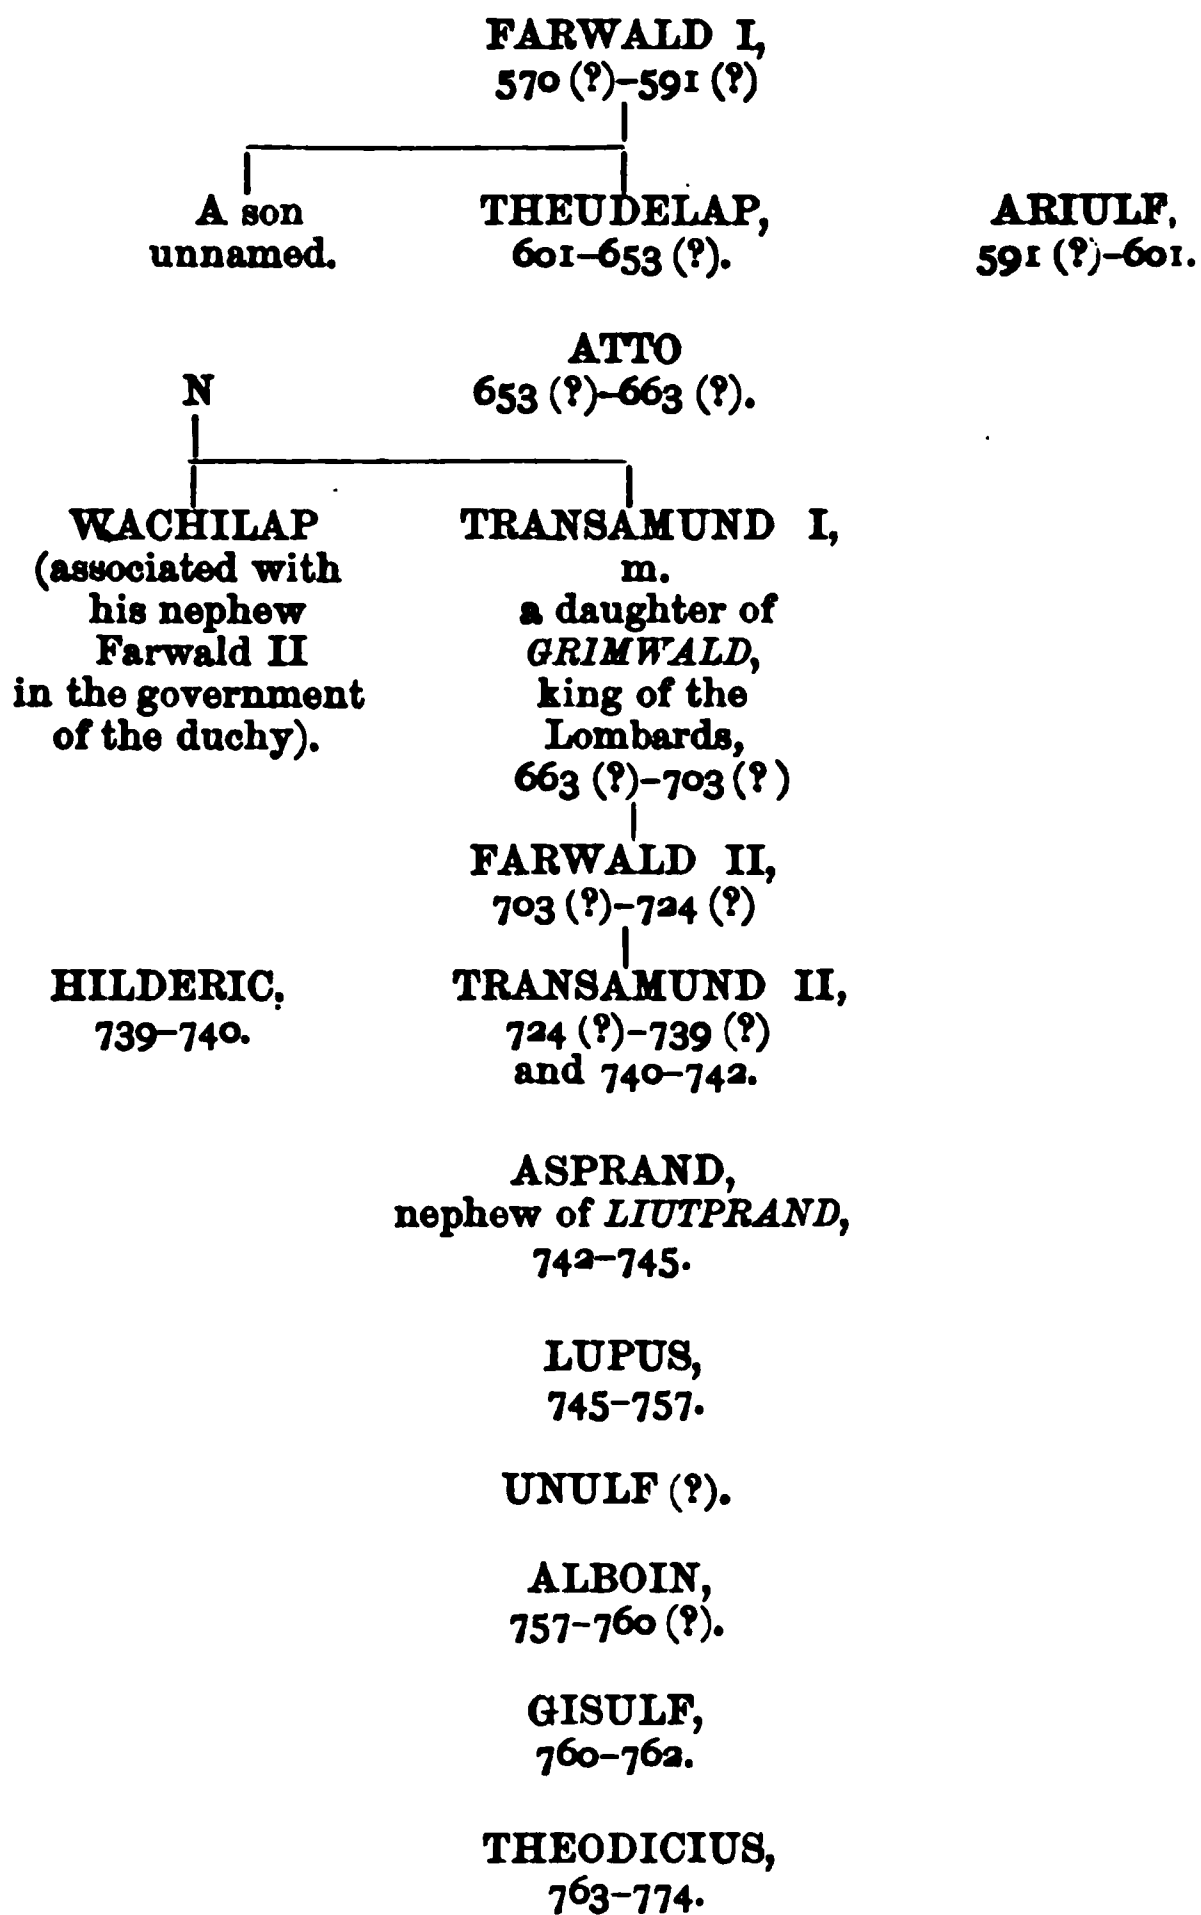 FARWALD I,
570 (?)–591 (?)
A son
unnamed.
THEUDELAP,
601–653 (?).
ARIULF,
591 (?)–601.
ATTO
653 (?)–663 (?).
N
WACHILAP
(associated with
his nephew
Farwald II
in the government
of the duchy).
TRANSAMUND I,
m.
a daughter of
GRIMWALD,
king of the
Lombards,
663 (?)–703 (?)
FARWALD II,
703 (?)–724 (?)
HILDERIC,
739–740.
TRANSAMUND II,
724 (?)–739 (?)
and 740–742.
ASPRAND,
nephew of LIUTPRAND,
742–745.
LUPUS,
745–757.
UNULF (?).
ALBOIN,
757–760 (?).
GISULF,
760–762.
THEODICIUS,
763–774.